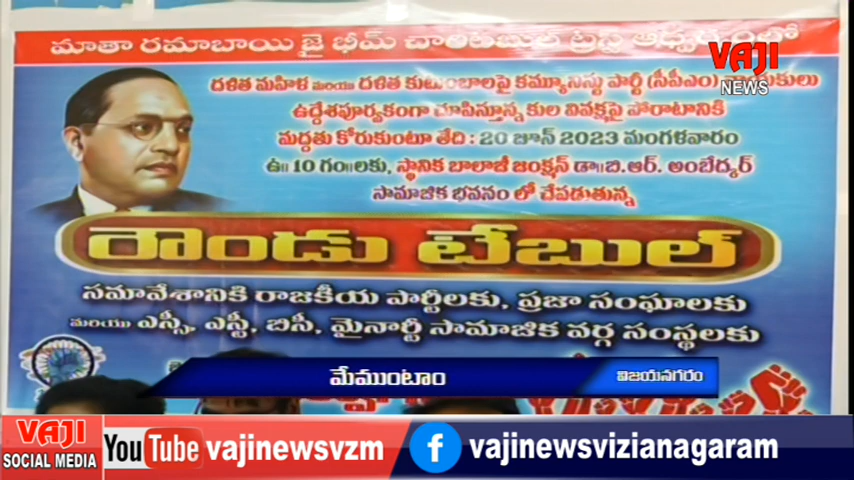 మాతా రమాబాయి జై భీమ్ చారిటబుల్ ట్రస్ట్ ఆధ్వర్యంలో
VAJI
NEWS
దళిత మహిళ మరియు దళిత కుటుంబాలపై కమ్యూనిస్టు పార్టీ (సీపీఎం)
ఉద్దేశపూర్యకంగా చూపిస్తున్న కుల వివక్షపై పోరాటానికి
మద్దతు కోరుకుంటూ తేది : 20 జూన్ 2023 మంగళవారం
ఉ॥ 10 గం॥లకు, స్థానిక బాలాజీ జంక్షన్ డా॥బి.ఆర్. అంబేద్కర్
సామాజిక భవనం లో చేపడుతున్న
రౌండు టేబుల్
సమావేశానికి రాజకీయ పార్టీలకు, ప్రజా సంఘాలకు
మరియు ఎస్సీ, ఎస్టీ, బిసీ, మైనార్టీ సామాజిక వర్గ సంస్థలకు
మేముంటాం
విజయనగరం
VAJI
SOCIAL MEDIA
YouTube vajinewsvzm
f vajinewsvizianagaram